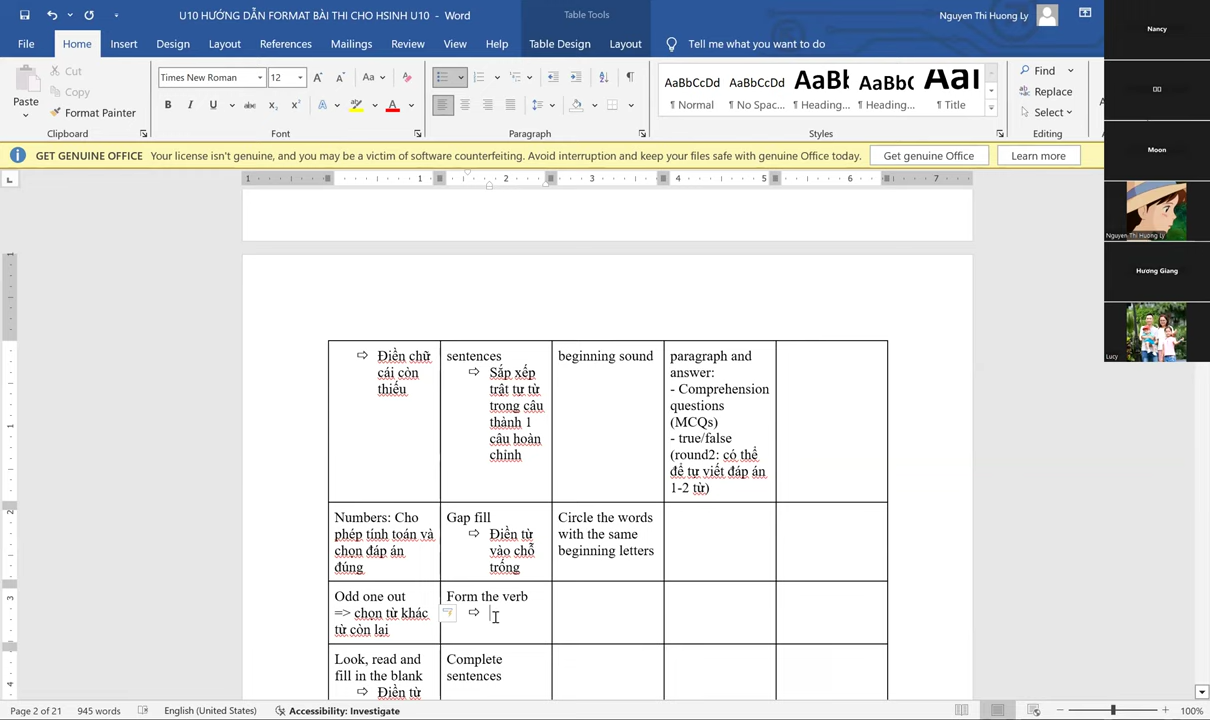 U10 HƯỚNG DẪN FORMAT BÀI THI CHO HSINH U10 - Word
Table Tools
Nguyen Thi Huong Ly
File Home Insert Design Layout References Mailings Review View Help Table Design Layout Tell me what you want to do
Paste
Cut
Copy
Format Painter
Clipboard
Times New Roman 12
Font
Paragraph
AaBbCcDd AaBbCcDd AaBb AaBbC AaI
¶ Normal ¶ No Spac... ¶ Heading... ¶ Heading... ¶ Title
Styles
Find
Replace
Select
Editing
GET GENUINE OFFICE Your license isn't genuine, and you may be a victim of software counterfeiting. Avoid interruption and keep your files safe with genuine Office today. Get genuine Office Learn more
1 1 2 3 4 5 6 7
Điền chữ
cái còn
thiếu
sentences
Sắp xếp
trật tự từ
trong câu
thành 1
câu hoàn
chỉnh
beginning sound
paragraph and
answer:
- Comprehension
questions
(MCQs)
- true/false
(round2: có thể
để tự viết đáp án
1-2 từ)
Numbers: Cho
phép tính toán và
chọn đáp án
đúng
Gap fill
Điền từ
vào chỗ
trống
Circle the words
with the same
beginning letters
Odd one out
=> chọn từ khác
từ còn lại
Form the verb
Look, read and
fill in the blank
Điền từ
Complete
sentences
Nancy
Moon
Nguyen Thi Huong Ly
Hương Giang
Lucy
Page 2 of 21 945 words English (United States) Accessibility: Investigate 100%